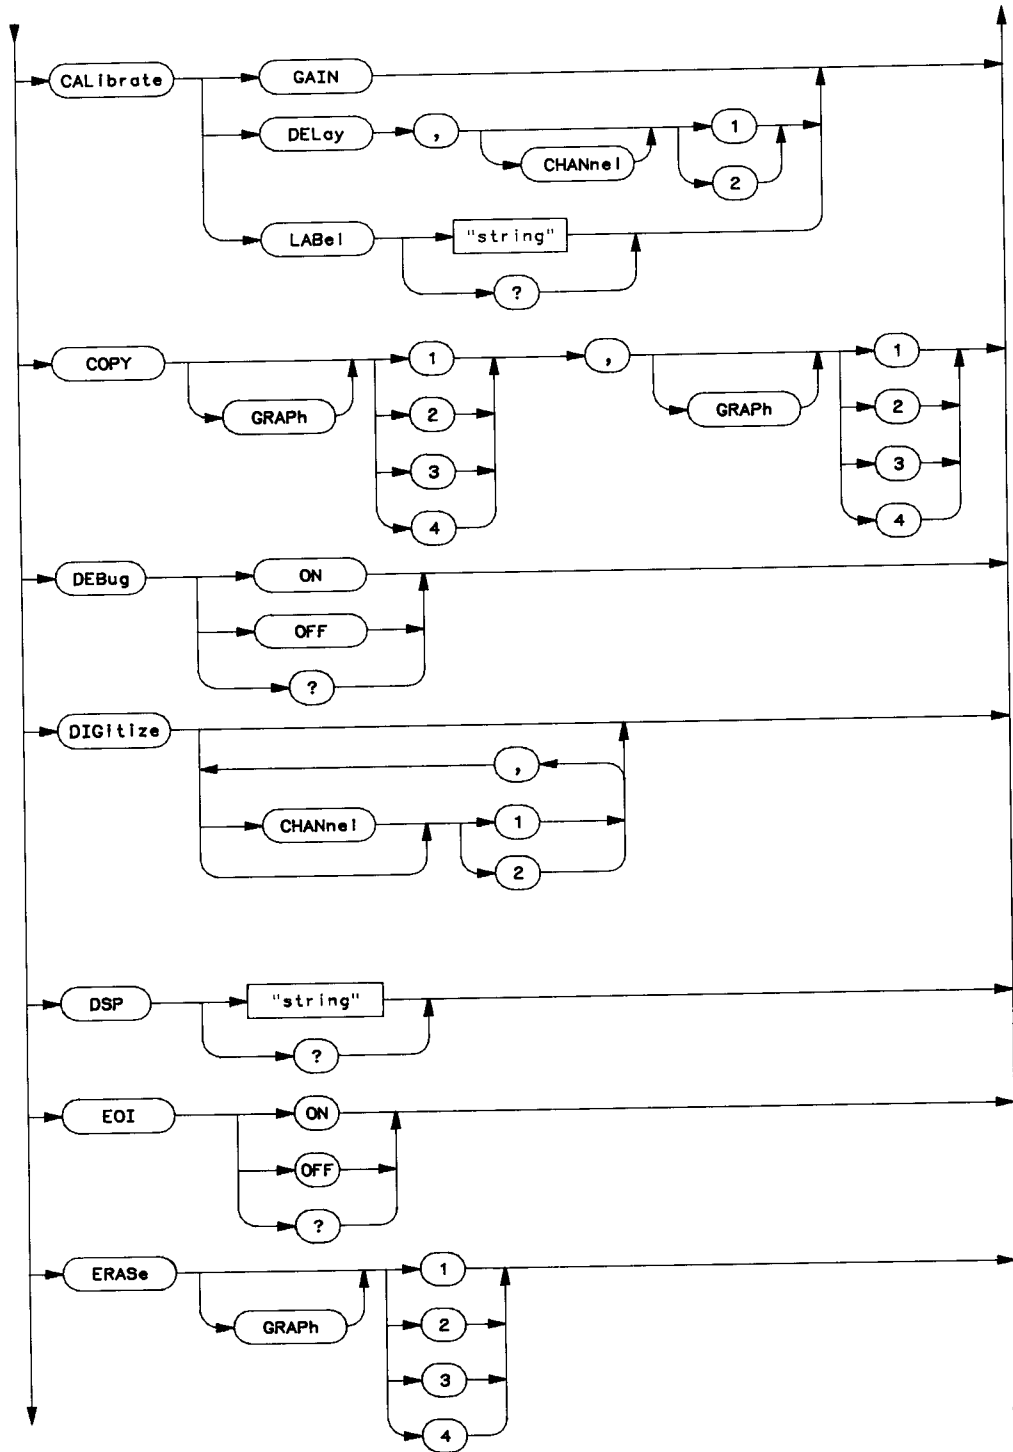 CALibrate GAIN
DELay , CHANnel 1
2
LABel "string"
?
COPY GRAPh 1 , GRAPh 1
2 2
3 3
4 4
DEBug ON
OFF
?
DIGitize ,
CHANnel 1
2
DSP "string"
?
EOI ON
OFF
?
ERASe GRAPh 1
2
3
4